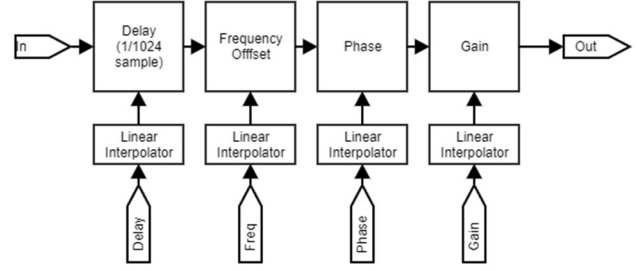 In
Delay
(1/1024
sample)
Frequency
Offfset
Phase
Gain
Out
Linear
Interpolator
Linear
Interpolator
Linear
Interpolator
Linear
Interpolator
Delay
Freq
Phase
Gain